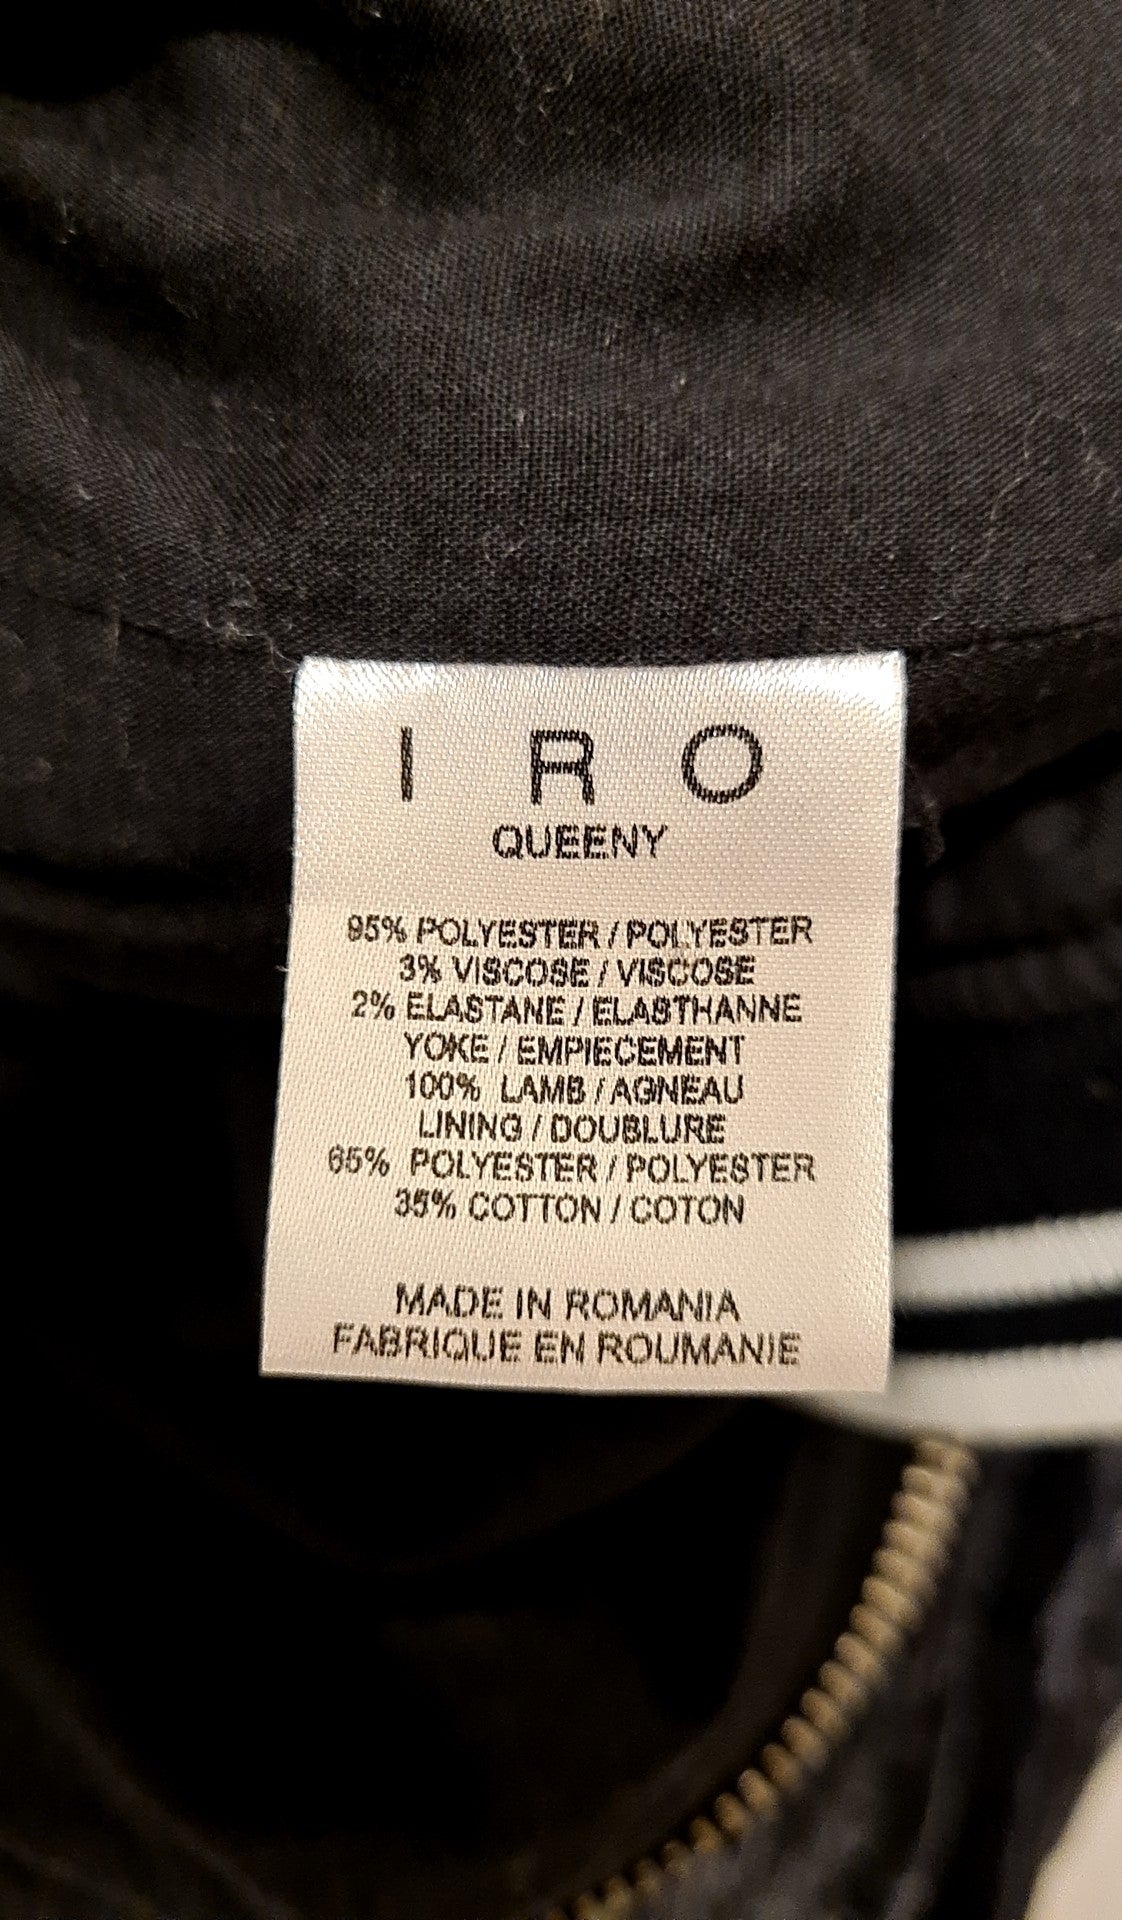 I R O
QUEENY
95% POLYESTER / POLYESTER
3% VISCOSE / VISCOSE
2% ELASTANE / ELASTHANNE
YOKE / EMPIECEMENT
100% LAMB / AGNEAU
LINING / DOUBLURE
65% POLYESTER / POLYESTER
35% COTTON / COTON
MADE IN ROMANIA
FABRIQUE EN ROUMANIE